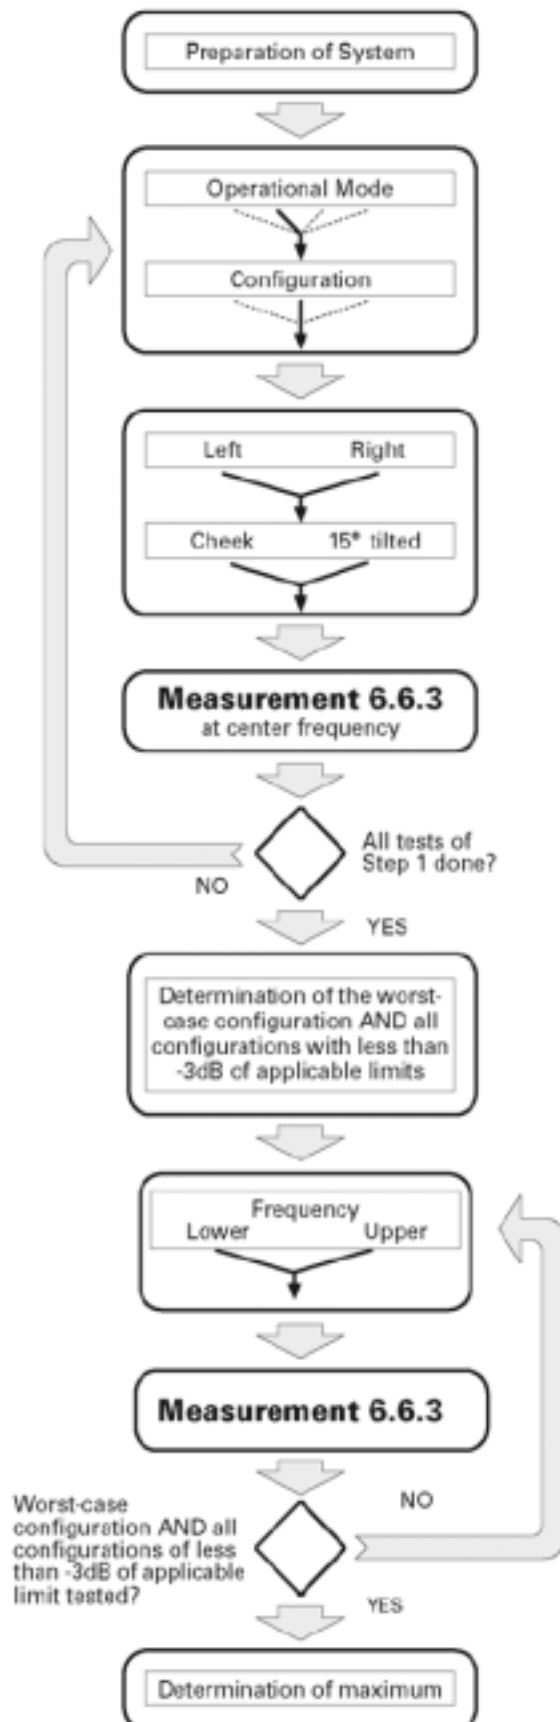 Preparation of System
Operational Mode
Configuration
Left Right
Cheek 15° tilted
Measurement 6.6.3
at center frequency
All tests of
Step 1 done?
NO
YES
Determination of the worst-
case configuration AND all
configurations with less than
-3dB of applicable limits
Frequency
Lower Upper
Measurement 6.6.3
NO
Worst-case
configuration AND all
configurations of less
than -3dB of applicable
limit tested?
YES
Determination of maximum